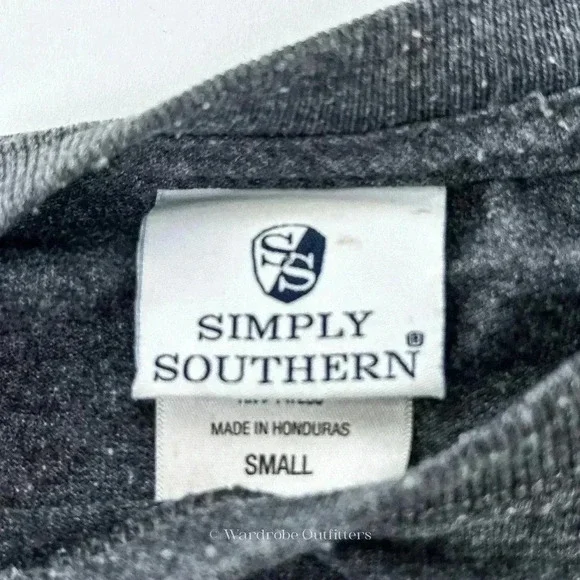 SS
SIMPLY
SOUTHERN®
MADE IN HONDURAS
SMALL
© Wardrobe Outfitters